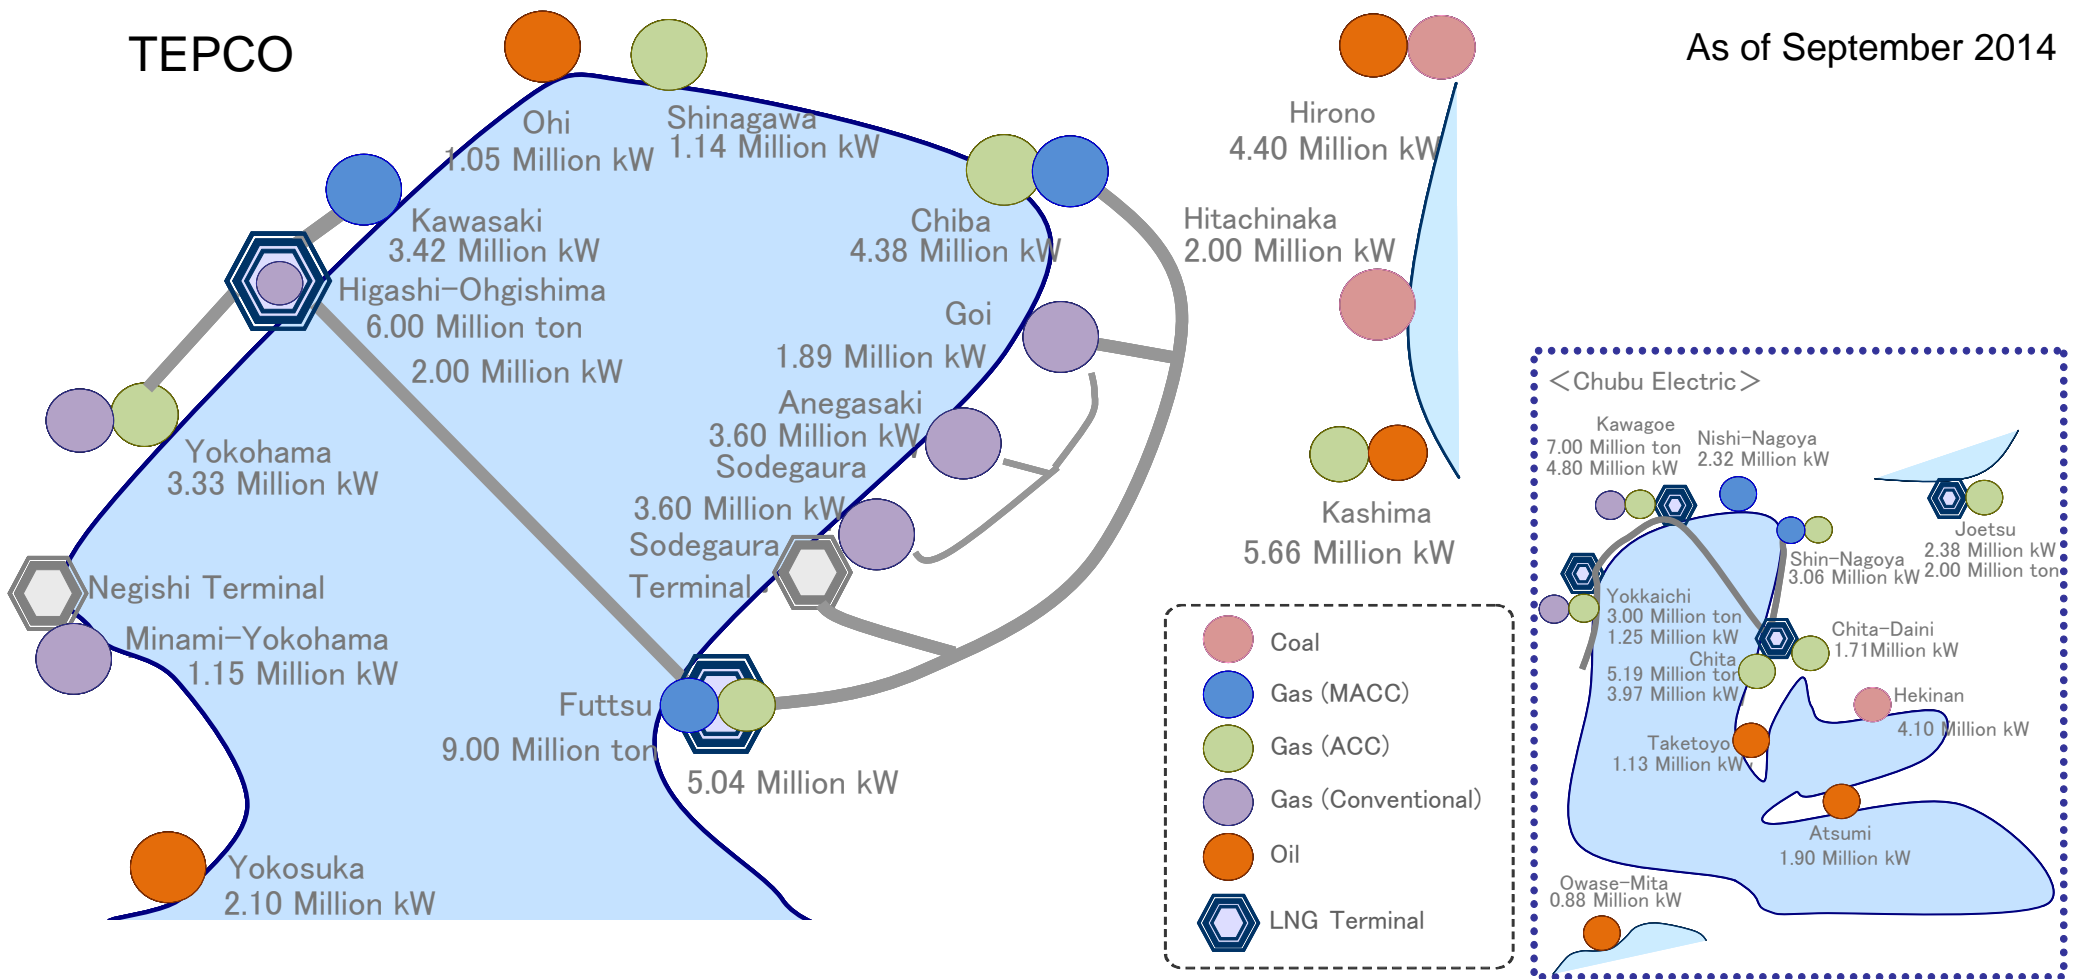 TEPCO
As of September 2014
Ohi
1.05 Million kW
Shinagawa
1.14 Million kW
Kawasaki
3.42 Million kW
Higashi-Ohgishima
6.00 Million ton
2.00 Million kW
Yokohama
3.33 Million kW
Negishi Terminal
Minami-Yokohama
1.15 Million kW
Yokosuka
2.10 Million kW
Chiba
4.38 Million kW
Goi
1.89 Million kW
Anegasaki
3.60 Million kW
Sodegaura
3.60 Million kW
Sodegaura
Terminal
Futtsu
9.00 Million ton
5.04 Million kW
Hirono
4.40 Million kW
Hitachinaka
2.00 Million kW
Kashima
5.66 Million kW
Coal
Gas (MACC)
Gas (ACC)
Gas (Conventional)
Oil
LNG Terminal
<Chubu Electric>
Kawagoe
7.00 Million ton
4.80 Million kW
Nishi-Nagoya
2.32 Million kW
Joetsu
2.38 Million kW
2.00 Million ton
Shin-Nagoya
3.06 Million kW
Yokkaichi
3.00 Million ton
1.25 Million kW
Chita-Daini
1.71Million kW
Chita
5.19 Million ton
3.97 Million kW
Hekinan
4.10 Million kW
Taketoyo
1.13 Million kW
Atsumi
1.90 Million kW
Owase-Mita
0.88 Million kW